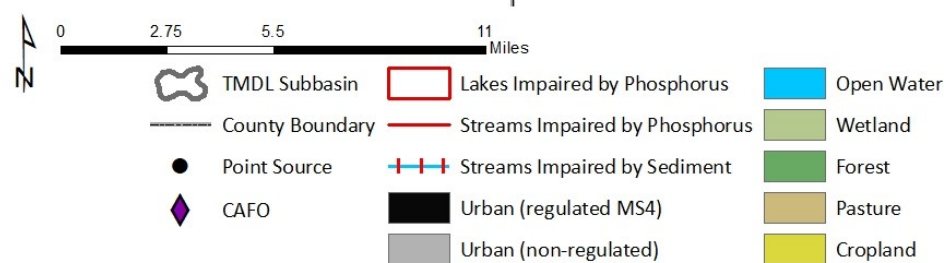 0 2.75 5.5 11
Miles
N
TMDL Subbasin Lakes Impaired by Phosphorus Open Water
County Boundary Streams Impaired by Phosphorus Wetland
Point Source Streams Impaired by Sediment Forest
CAFO Urban (regulated MS4) Pasture
Urban (non-regulated) Cropland